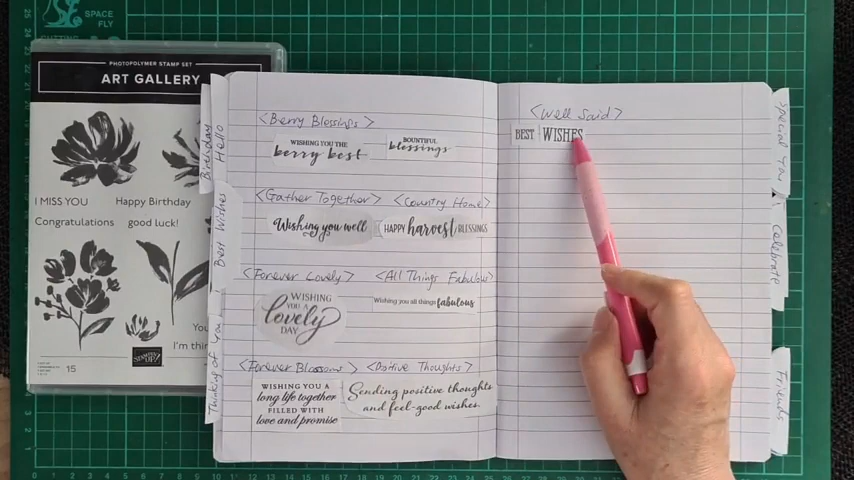 SPACE
FLY
PHOTOPOLYMER STAMP SET
ART GALLERY
I MISS YOU
Happy Birthday
Congratulations
good luck!
You
I'm thin
15
STAMPIN' UP!
Birthday
Hello
Best Wishes
Thinking of You
<Berry Blessings>
WISHING YOU THE
berry best
BOUNTIFUL
blessings
<Gather Together>
<Country Home>
Wishing you well
HAPPY harvest BLESSINGS
<Forever Lovely>
<All Things Fabulous>
WISHING
YOU A
lovely
DAY
Wishing you all things fabulous
<Forever Blossoms>
<Positive Thoughts>
WISHING YOU A
long life together
FILLED WITH
love and promise
Sending positive thoughts
and feel-good wishes.
<Well Said>
BEST WISHES
Special You
Celebrate
Friends